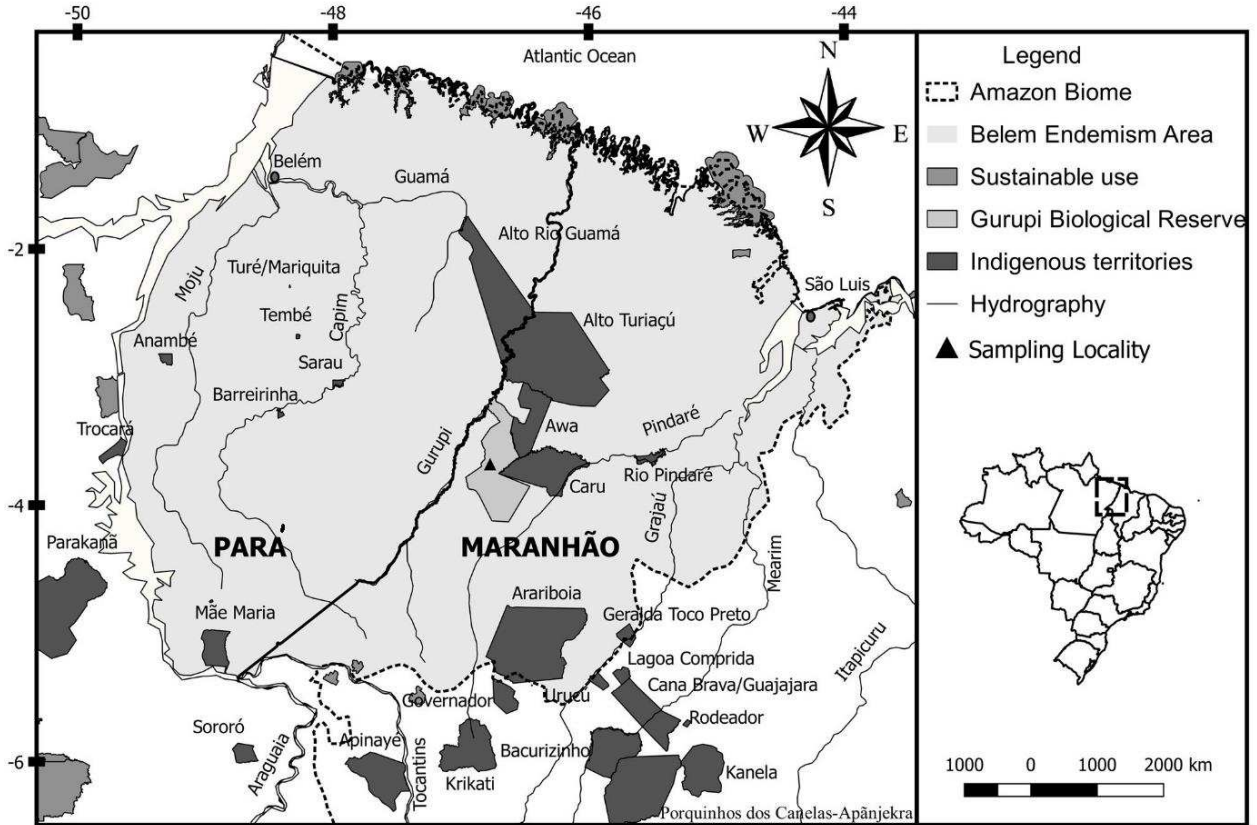 -50
-48
-46
-44
Atlantic Ocean
N
W
E
S
Belém
Guamá
-2
Alto Rio Guamá
Moju
Turé/Mariquita
São Luis
Tembé
Capim
Alto Turiaçú
Anambé
Sarau
Barreirinha
Trocará
Awa
Pindaré
Gurupi
Rio Pindaré
Caru
-4
Grajaú
Parakanã
PARA
MARANHÃO
Mearim
Arariboia
Mãe Maria
Geralda Toco Preto
Itapicuru
Lagoa Comprida
Cana Brava/Guajajara
Governador
Urucu
Rodeador
Sororó
Apinayé
Bacurizinho
-6
Araguaia
Tocantins
Krikati
Kanela
Porquinhos dos Canelas-Apãnjekra
Legend
Amazon Biome
Belem Endemism Area
Sustainable use
Gurupi Biological Reserve
Indigenous territories
Hydrography
Sampling Locality
1000 0 1000 2000 km